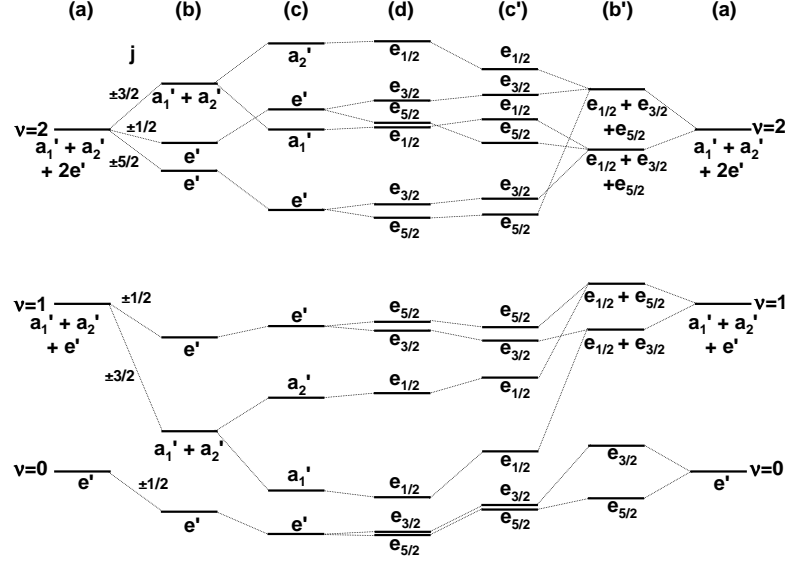 (a) (b) (c) (d) (c') (b') (a)
j
a₂' e₁/₂ e₁/₂
±3/2 a₁' + a₂' e' e₃/₂ e₃/₂
ν=2 ±1/2 e₅/₂ e₁/₂ e₁/₂ + e₃/₂ ν=2
+e₅/₂
a₁' + a₂' e' a₁' e₁/₂ e₅/₂ e₁/₂ + e₃/₂ a₁' + a₂'
+ 2e' ±5/2 +e₅/₂ + 2e'
e' e' e₃/₂ e₃/₂
e₅/₂ e₅/₂
ν=1 ±1/2 e₁/₂ + e₅/₂ ν=1
a₁' + a₂' e' e' e₅/₂ e₅/₂ a₁' + a₂'
+ e' e₃/₂ e₃/₂ e₁/₂ + e₃/₂ + e'
±3/2 a₂' e₁/₂ e₁/₂
a₁' + a₂'
ν=0 a₁' e₁/₂ e₁/₂ e₃/₂ ν=0
e' ±1/2 e'
e' e' e₃/₂ e₃/₂ e₅/₂
e₅/₂ e₅/₂